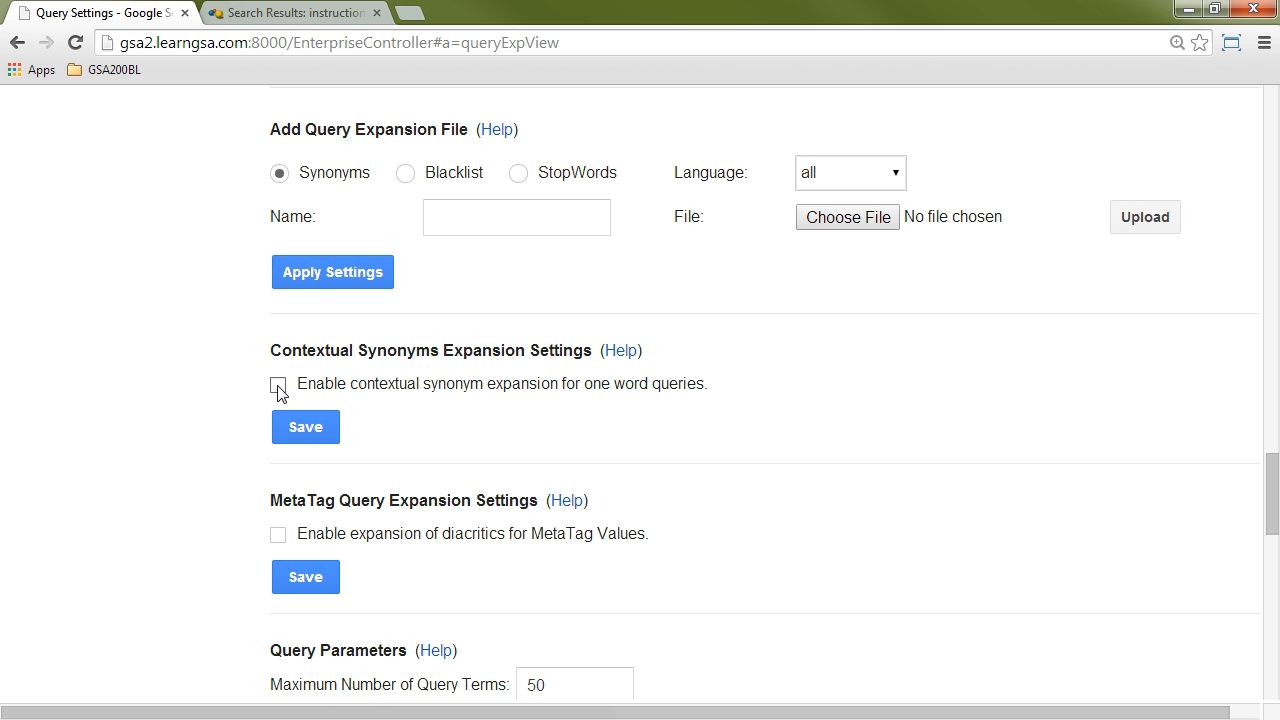 Query Settings - Google S
Search Results: instruction
gsa2.learngsa.com:8000/EnterpriseController#a=queryExpView
Apps GSA200BL
Add Query Expansion File (Help)
Synonyms Blacklist StopWords Language: all
Name: File: Choose File No file chosen Upload
Apply Settings
Contextual Synonyms Expansion Settings (Help)
Enable contextual synonym expansion for one word queries.
Save
MetaTag Query Expansion Settings (Help)
Enable expansion of diacritics for MetaTag Values.
Save
Query Parameters (Help)
Maximum Number of Query Terms: 50